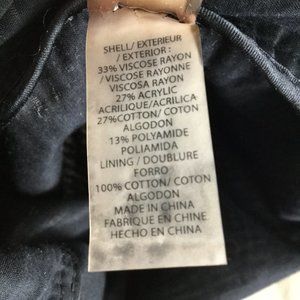 SHELL/ EXTERIEUR
/ EXTERIOR :
33% VISCOSE RAYON
/ VISCOSE RAYONNE
VISCOSA RAYON
27% ACRYLIC
ACRILIQUE/ACRILICA
27%COTTON/ COTON
ALGODON
13% POLYAMIDE
POLIAMIDA
LINING / DOUBLURE
FORRO
100% COTTON/ COTON
ALGODON
MADE IN CHINA
FABRIQUE EN CHINE
HECHO EN CHINA